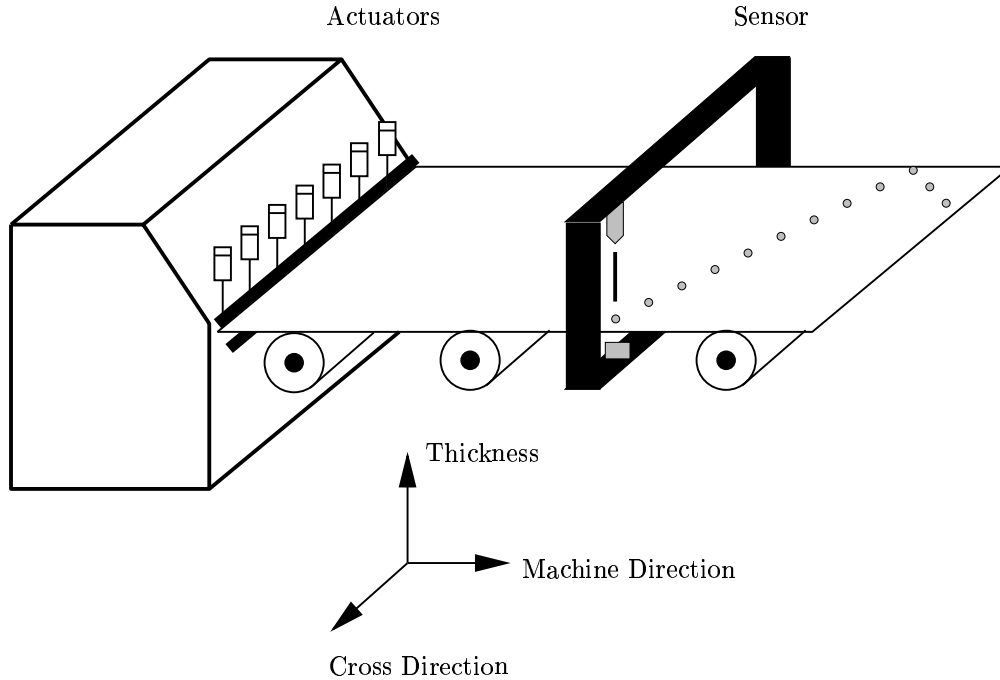 Actuators
Sensor
Thickness
Machine Direction
Cross Direction